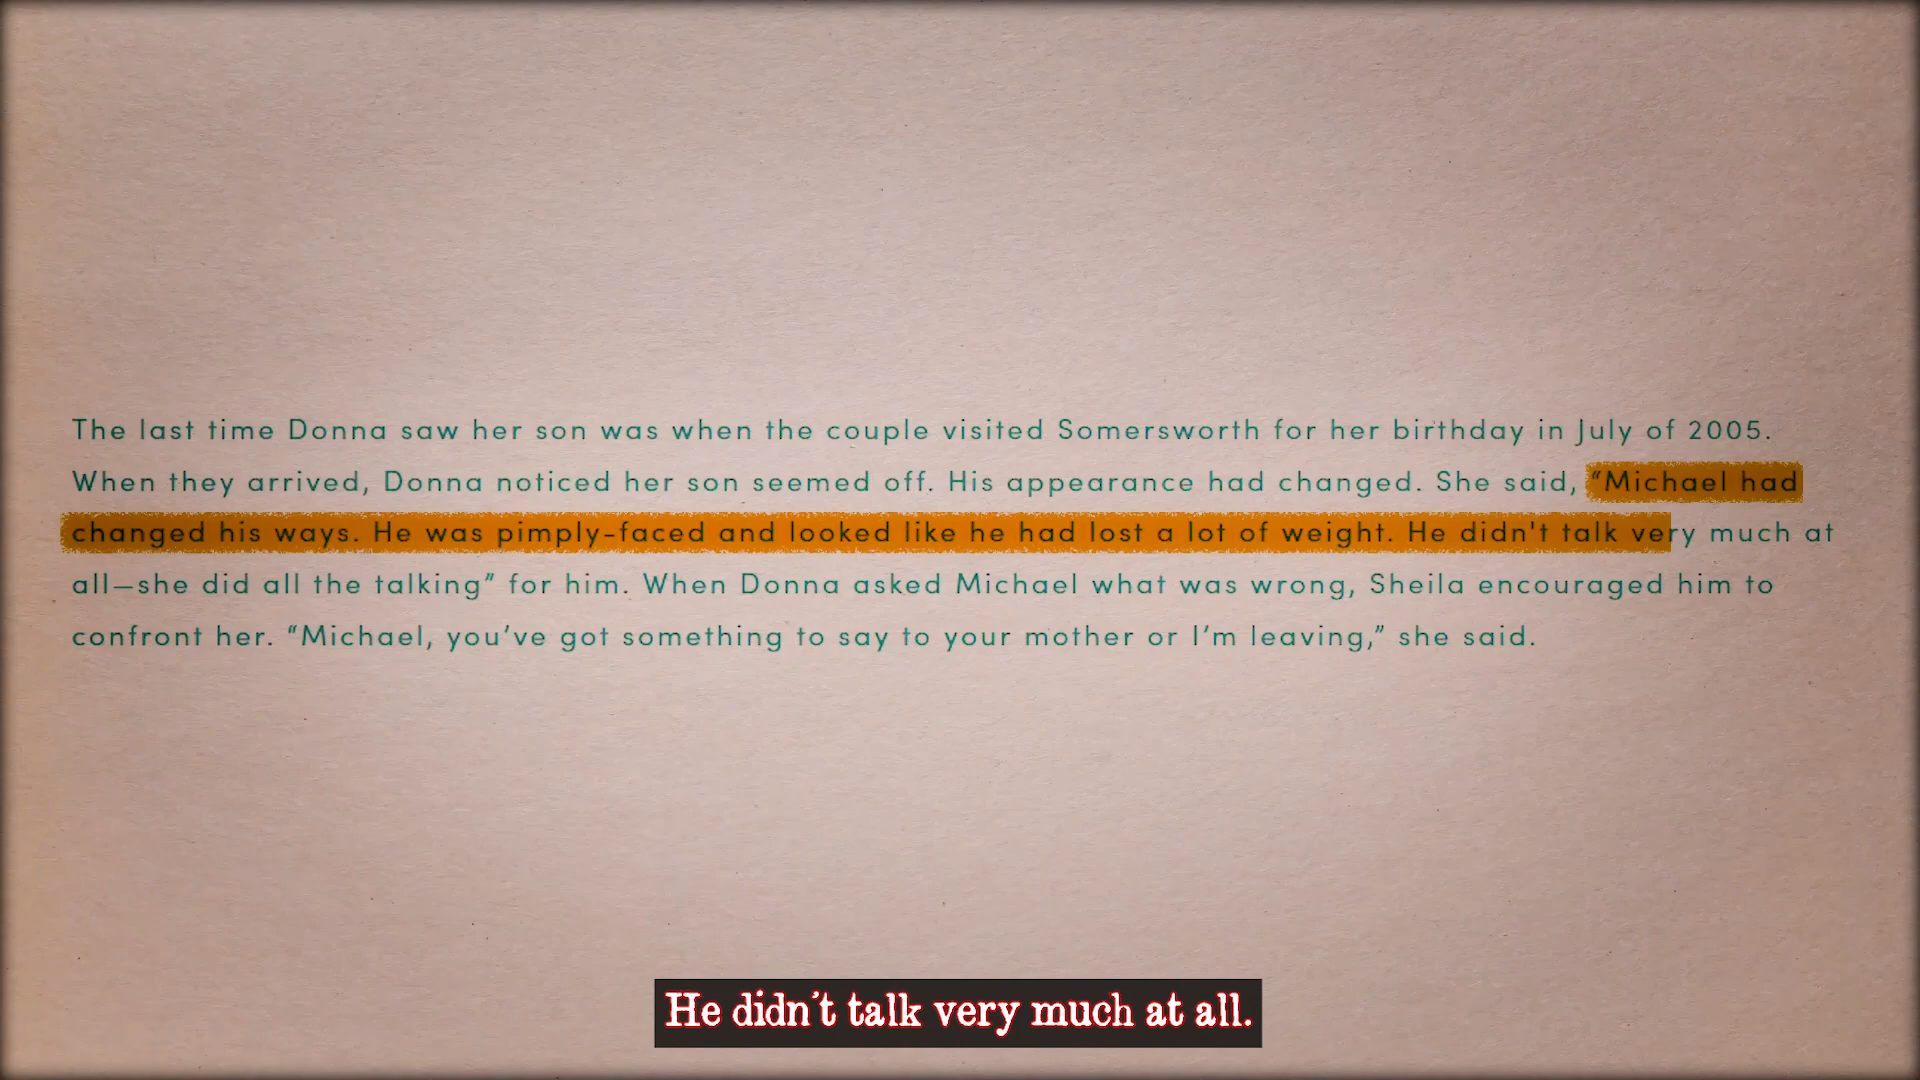 The last time Donna saw her son was when the couple visited Somersworth for her birthday in July of 2005.
When they arrived, Donna noticed her son seemed off. His appearance had changed. She said, “Michael had
changed his ways. He was pimply-faced and looked like he had lost a lot of weight. He didn't talk very much at
all—she did all the talking” for him. When Donna asked Michael what was wrong, Sheila encouraged him to
confront her. “Michael, you’ve got something to say to your mother or I’m leaving,” she said.
He didn't talk very much at all.